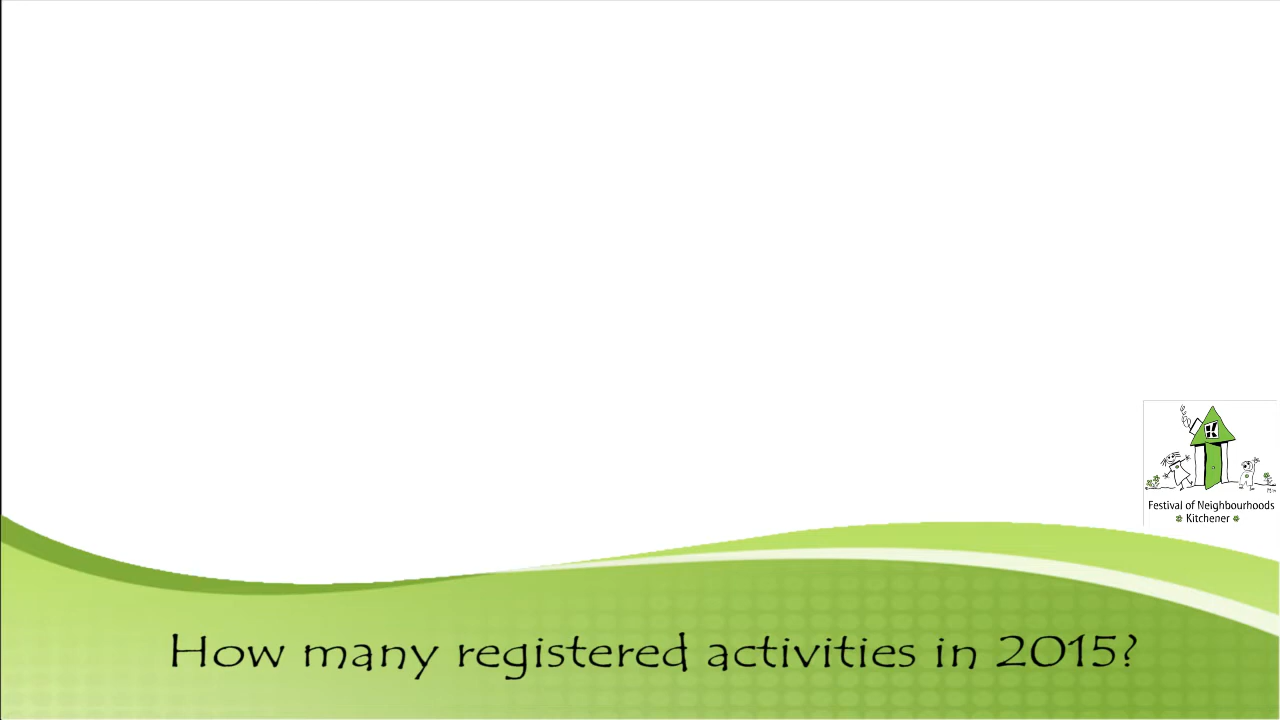 Festival of Neighbourhoods
Kitchener
How many registered activities in 2015?